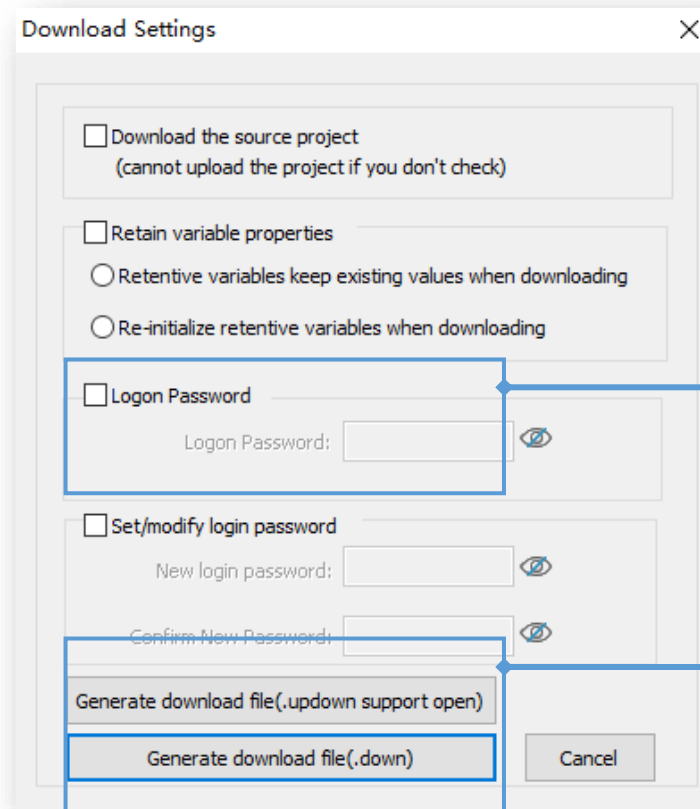 Download Settings
Download the source project
(cannot upload the project if you don't check)
Retain variable properties
Retentive variables keep existing values when downloading
Re-initialize retentive variables when downloading
Logon Password
Logon Password:
Set/modify login password
New login password:
Confirm New Password:
Generate download file(.updown support open)
Generate download file(.down)
Cancel